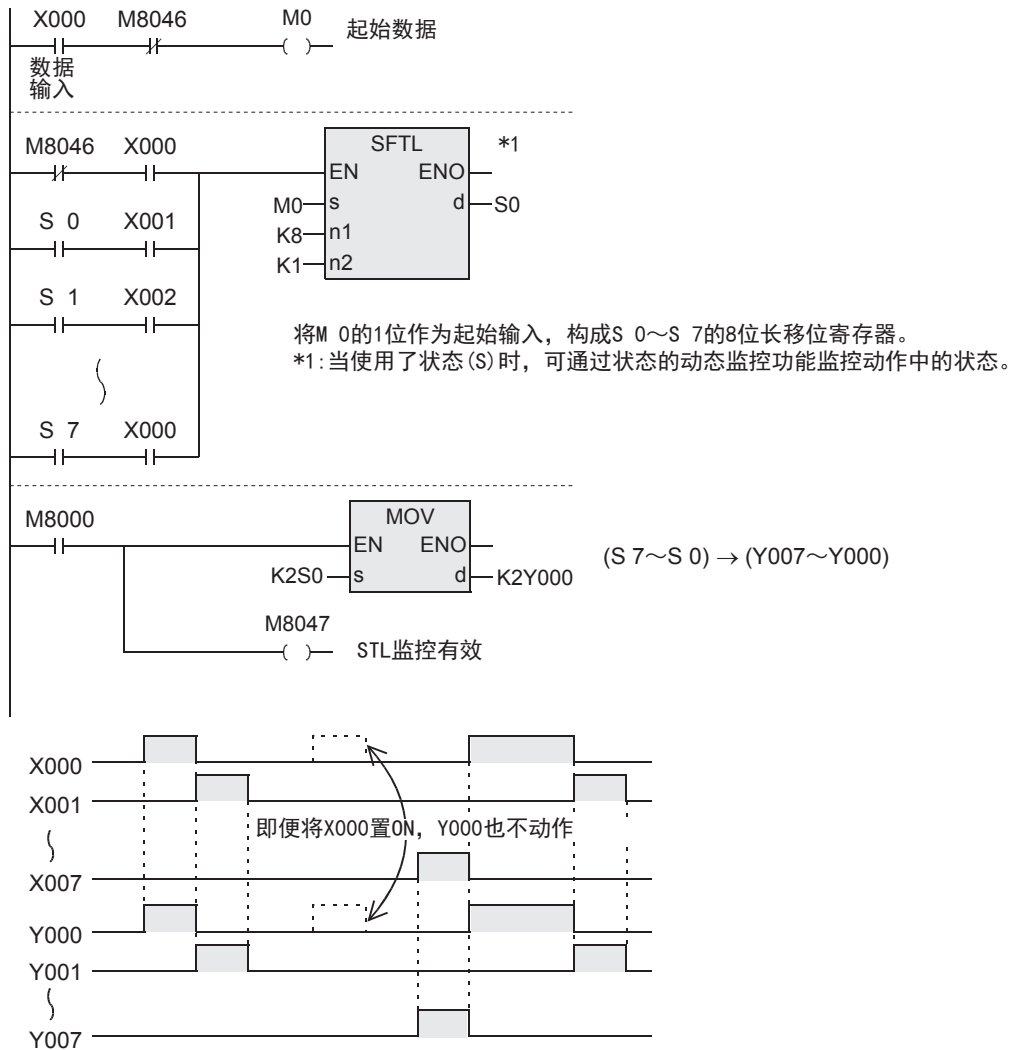 X000 M8046 M0 起始数据
数据
输入
M8046 X000 SFTL *1
EN ENO
M0 s d S0
S 0 X001 K8 n1
K1 n2
S 1 X002
将M 0的1位作为起始输入，构成S 0～S 7的8位长移位寄存器。
*1:当使用了状态(S)时，可通过状态的动态监控功能监控动作中的状态。
S 7 X000
M8000 MOV
EN ENO
K2S0 s d K2Y000 (S 7～S 0) → (Y007～Y000)
M8047
STL监控有效
X000
X001
即便将X000置ON，Y000也不动作
X007
Y000
Y001
Y007